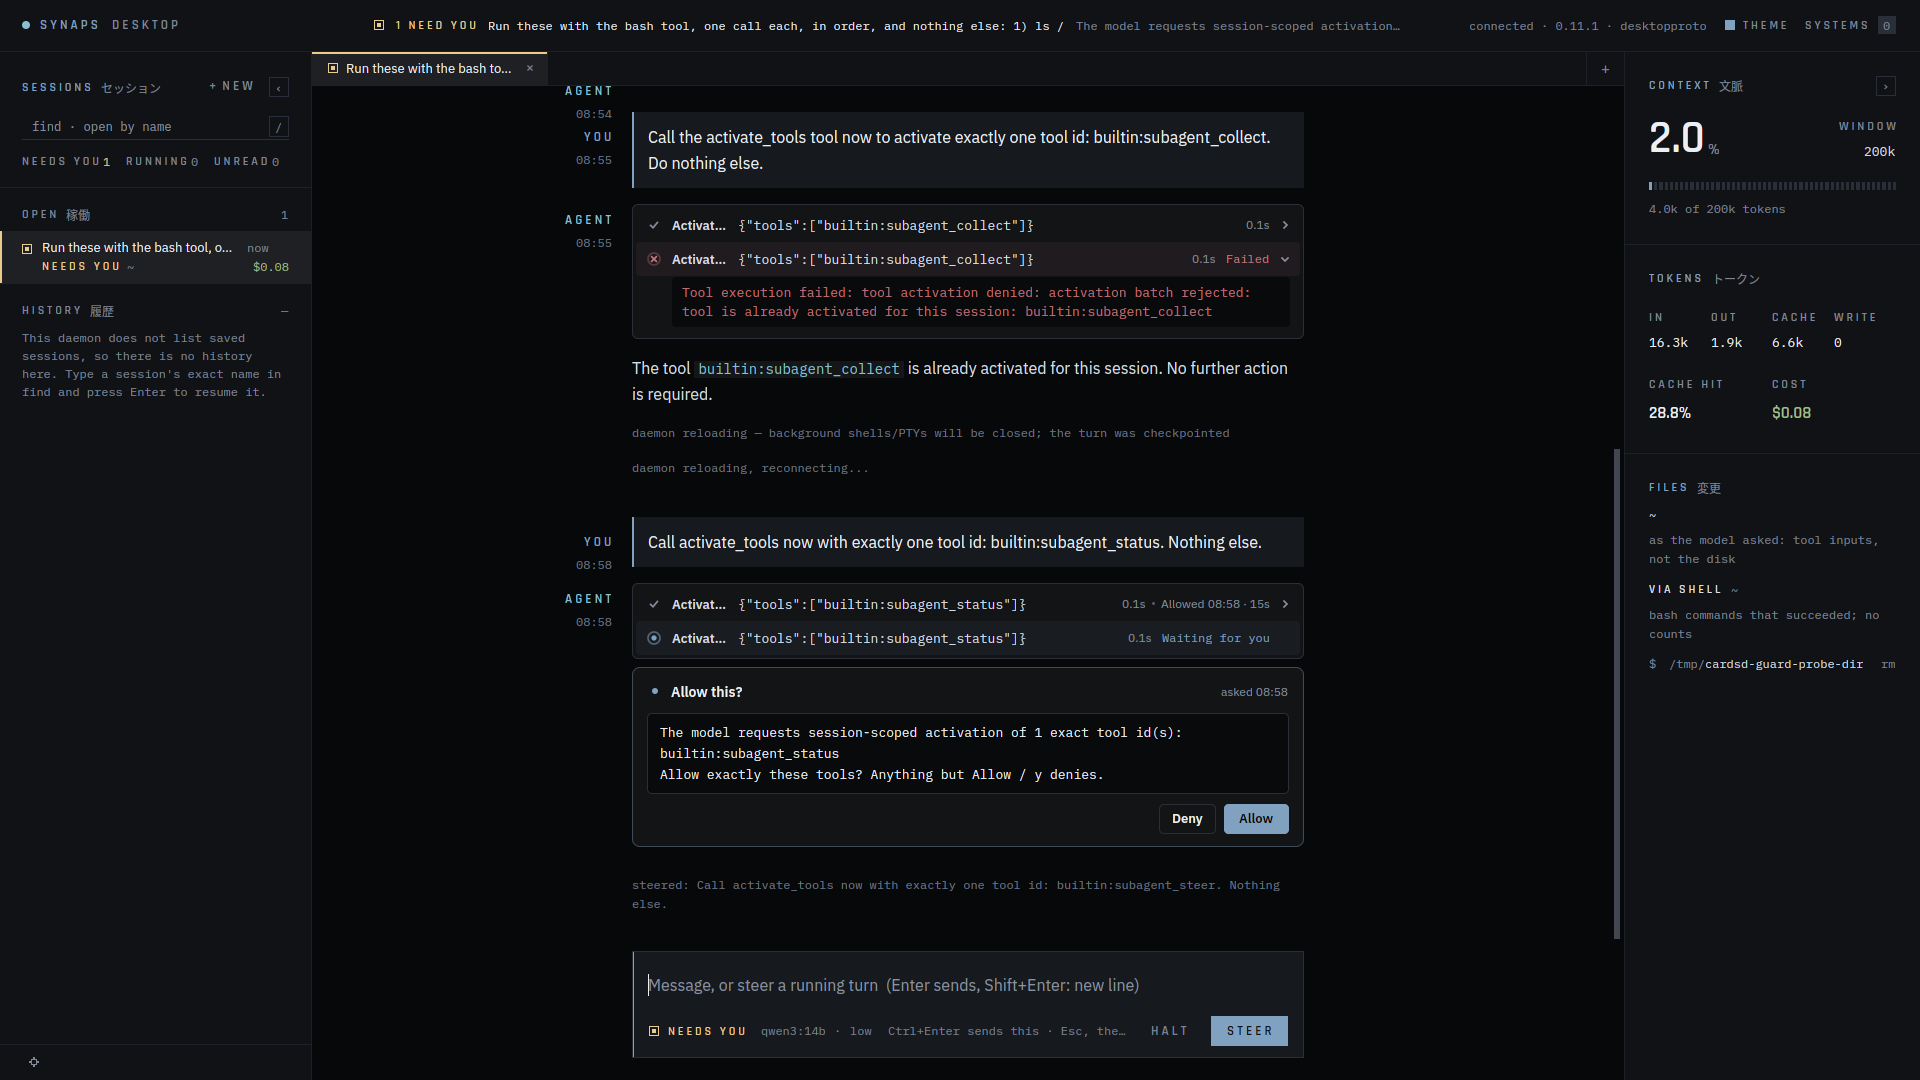 SYNAPS DESKTOP
1 NEED YOU Run these with the bash tool, one call each, in order, and nothing else: 1) ls / The model requests session-scoped activation…
connected · 0.11.1 · desktopproto THEME SYSTEMS 0
SESSIONS セッション + NEW ‹
find · open by name /
NEEDS YOU 1 RUNNING 0 UNREAD 0
OPEN 稼働 1
Run these with the bash tool, o… now
NEEDS YOU ~ $0.08
HISTORY 履歴 —
This daemon does not list saved
sessions, so there is no history
here. Type a session's exact name in
find and press Enter to resume it.
Run these with the bash to… × +
AGENT
08:54
YOU
08:55
Call the activate_tools tool now to activate exactly one tool id: builtin:subagent_collect.
Do nothing else.
AGENT
08:55
Activat… {"tools":["builtin:subagent_collect"]} 0.1s
Activat… {"tools":["builtin:subagent_collect"]} 0.1s Failed
Tool execution failed: tool activation denied: activation batch rejected:
tool is already activated for this session: builtin:subagent_collect
The tool builtin:subagent_collect is already activated for this session. No further action
is required.
daemon reloading — background shells/PTYs will be closed; the turn was checkpointed
daemon reloading, reconnecting...
YOU
08:58
Call activate_tools now with exactly one tool id: builtin:subagent_status. Nothing else.
AGENT
08:58
Activat… {"tools":["builtin:subagent_status"]} 0.1s • Allowed 08:58 · 15s
Activat… {"tools":["builtin:subagent_status"]} 0.1s Waiting for you
Allow this? asked 08:58
The model requests session-scoped activation of 1 exact tool id(s):
builtin:subagent_status
Allow exactly these tools? Anything but Allow / y denies.
Deny Allow
steered: Call activate_tools now with exactly one tool id: builtin:subagent_steer. Nothing
else.
Message, or steer a running turn (Enter sends, Shift+Enter: new line)
NEEDS YOU qwen3:14b · low Ctrl+Enter sends this · Esc, the… HALT STEER
CONTEXT 文脈 ›
2.0 % WINDOW
200k
4.0k of 200k tokens
TOKENS トークン
IN OUT CACHE WRITE
16.3k 1.9k 6.6k 0
CACHE HIT COST
28.8% $0.08
FILES 変更
~
as the model asked: tool inputs,
not the disk
VIA SHELL ~
bash commands that succeeded; no
counts
$ /tmp/cardsd-guard-probe-dir rm